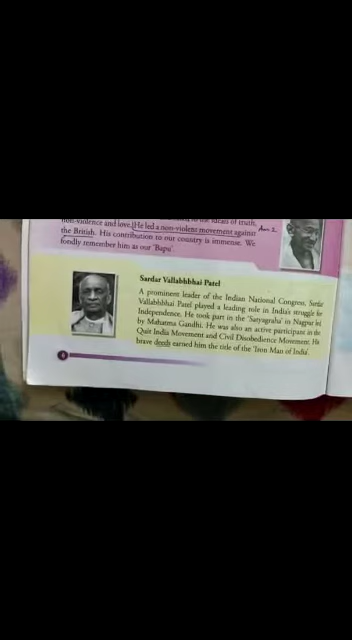 non-violence and love. He led a non-violent movement against Ans 2.
the British. His contribution to our country is immense. We
fondly remember him as our 'Bapu'.
Sardar Vallabhbhai Patel
A prominent leader of the Indian National Congress, Sardar
Vallabhbhai Patel played a leading role in India's struggle for
Independence. He took part in the 'Satyagraha' in Nagpur led
by Mahatma Gandhi. He was also an active participant in the
Quit India Movement and Civil Disobedience Movement. His
brave deeds earned him the title of the 'Iron Man of India'.